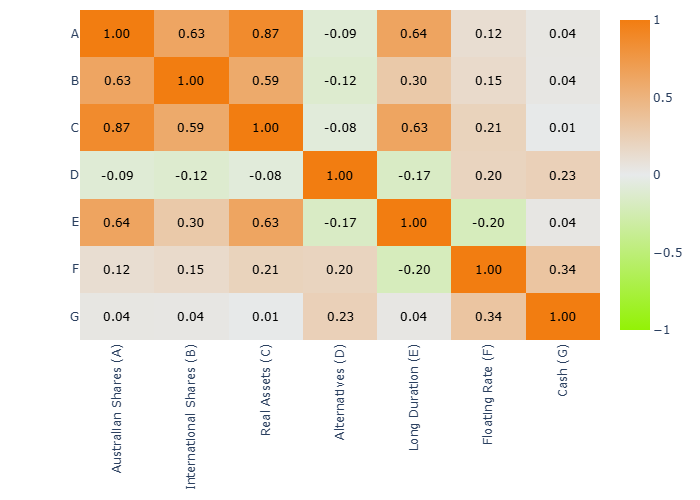 A 1.00 0.63 0.87 -0.09 0.64 0.12 0.04
B 0.63 1.00 0.59 -0.12 0.30 0.15 0.04
C 0.87 0.59 1.00 -0.08 0.63 0.21 0.01
D -0.09 -0.12 -0.08 1.00 -0.17 0.20 0.23
E 0.64 0.30 0.63 -0.17 1.00 -0.20 0.04
F 0.12 0.15 0.21 0.20 -0.20 1.00 0.34
G 0.04 0.04 0.01 0.23 0.04 0.34 1.00
Australian Shares (A)
International Shares (B)
Real Assets (C)
Alternatives (D)
Long Duration (E)
Floating Rate (F)
Cash (G)
1
0.5
0
−0.5
−1